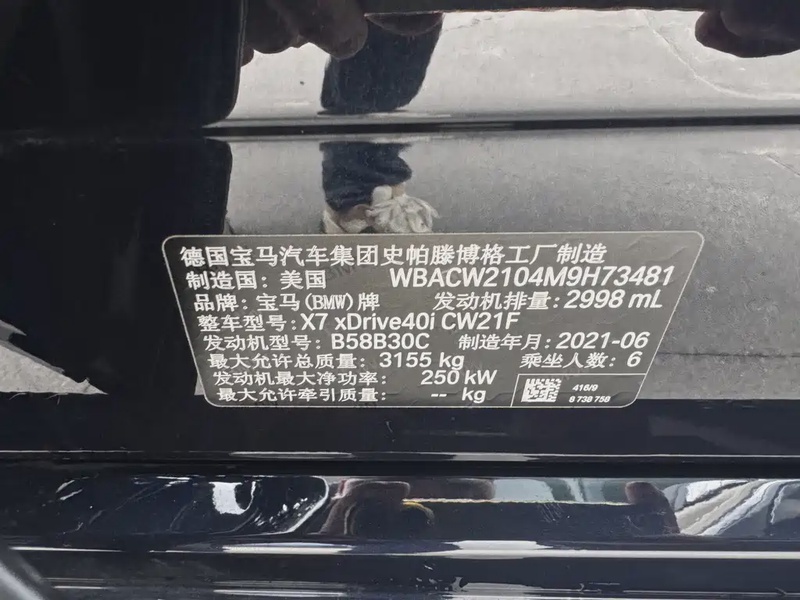 德国宝马汽车集团史帕滕博格工厂制造
制造国: 美国 WBACW2104M9H73481
品牌: 宝马(BMW)牌 发动机排量: 2998 mL
整车型号: X7 xDrive40i CW21F
发动机型号: B58B30C 制造年月: 2021-06
最大允许总质量: 3155 kg 乘坐人数: 6
发动机最大净功率: 250 kW
最大允许牵引质量: -- kg
416/9
8 738 758